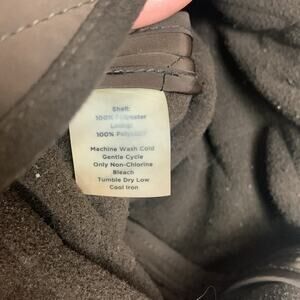 Shell:
100% Polyester
Lining:
100% Polyester
Machine Wash Cold
Gentle Cycle
Only Non-Chlorine
Bleach
Tumble Dry Low
Cool Iron